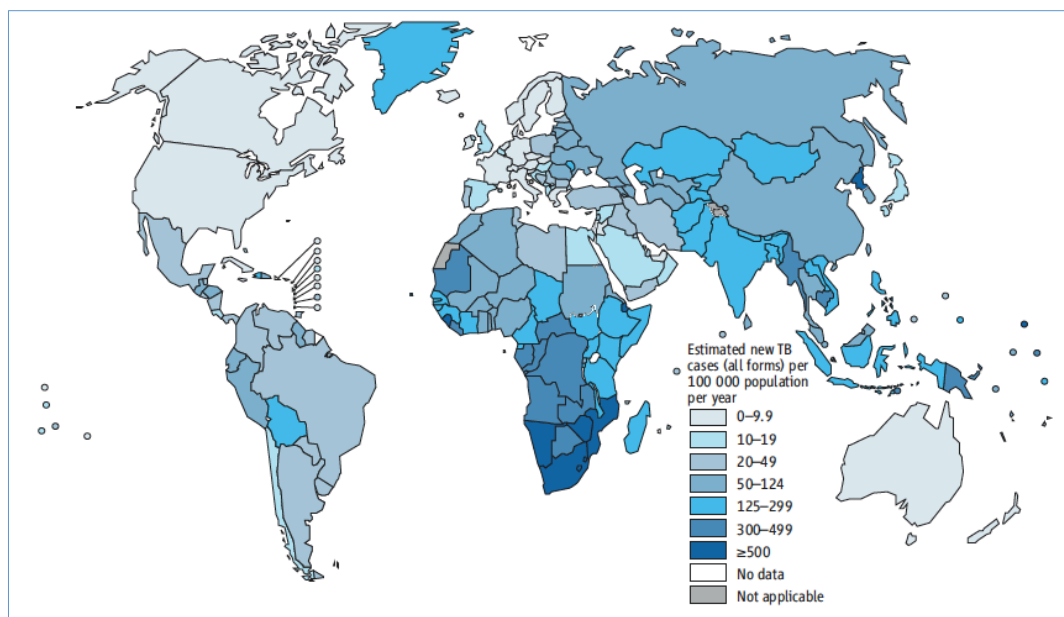 Estimated new TB
cases (all forms) per
100 000 population
per year
0–9.9
10–19
20–49
50–124
125–299
300–499
≥500
No data
Not applicable